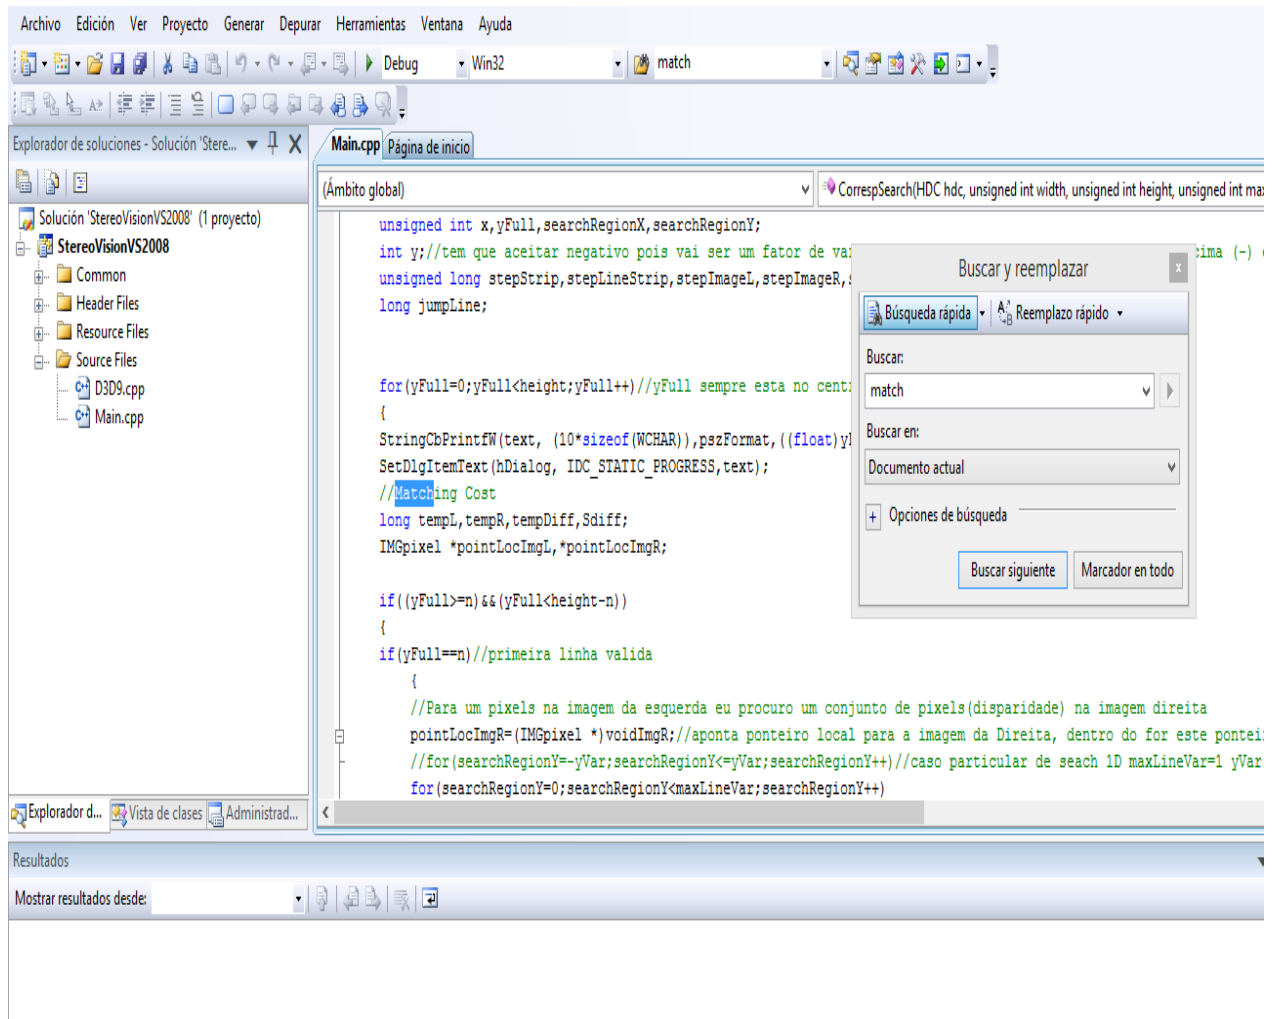 Archivo Edición Ver Proyecto Generar Depurar Herramientas Ventana Ayuda
Debug Win32 match
Explorador de soluciones - Solución 'Stere...
Main.cpp Página de inicio
(Ámbito global) CorrespSearch(HDC hdc, unsigned int width, unsigned int height, unsigned int max
Solución 'StereoVisionVS2008' (1 proyecto)
StereoVisionVS2008
Common
Header Files
Resource Files
Source Files
D3D9.cpp
Main.cpp
unsigned int x,yFull,searchRegionX,searchRegionY;
int y;//tem que aceitar negativo pois vai ser um fator de va cima (-)
unsigned long stepStrip,stepLineStrip,stepImageL,stepImageR,
long jumpLine;
for(yFull=0;yFull<height;yFull++)//yFull sempre esta no cent
{
StringCbPrintfW(text, (10*sizeof(WCHAR)),pszFormat,((float)y
SetDlgItemText(hDialog, IDC_STATIC_PROGRESS,text);
//Matching Cost
long tempL,tempR,tempDiff,Sdiff;
IMGpixel *pointLocImgL,*pointLocImgR;
if((yFull>=n)&&(yFull<height-n))
{
if(yFull==n)//primeira linha valida
{
//Para um pixels na imagem da esquerda eu procuro um conjunto de pixels(disparidade) na imagem direita
pointLocImgR=(IMGpixel *)voidImgR;//aponta ponteiro local para a imagem da Direita, dentro do for este pontei
//for(searchRegionY=-yVar;searchRegionY<=yVar;searchRegionY++)//caso particular de seach 1D maxLineVar=1 yVar
for(searchRegionY=0;searchRegionY<maxLineVar;searchRegionY++)
Buscar y reemplazar
Búsqueda rápida Reemplazo rápido
Buscar:
match
Buscar en:
Documento actual
Opciones de búsqueda
Buscar siguiente Marcador en todo
Explorador d... Vista de clases Administrad...
Resultados
Mostrar resultados desde: